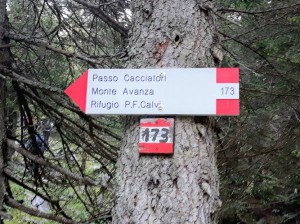 Passo Cacciatori
Monte Avanza
Rifugio P.F.Calvi
173
173